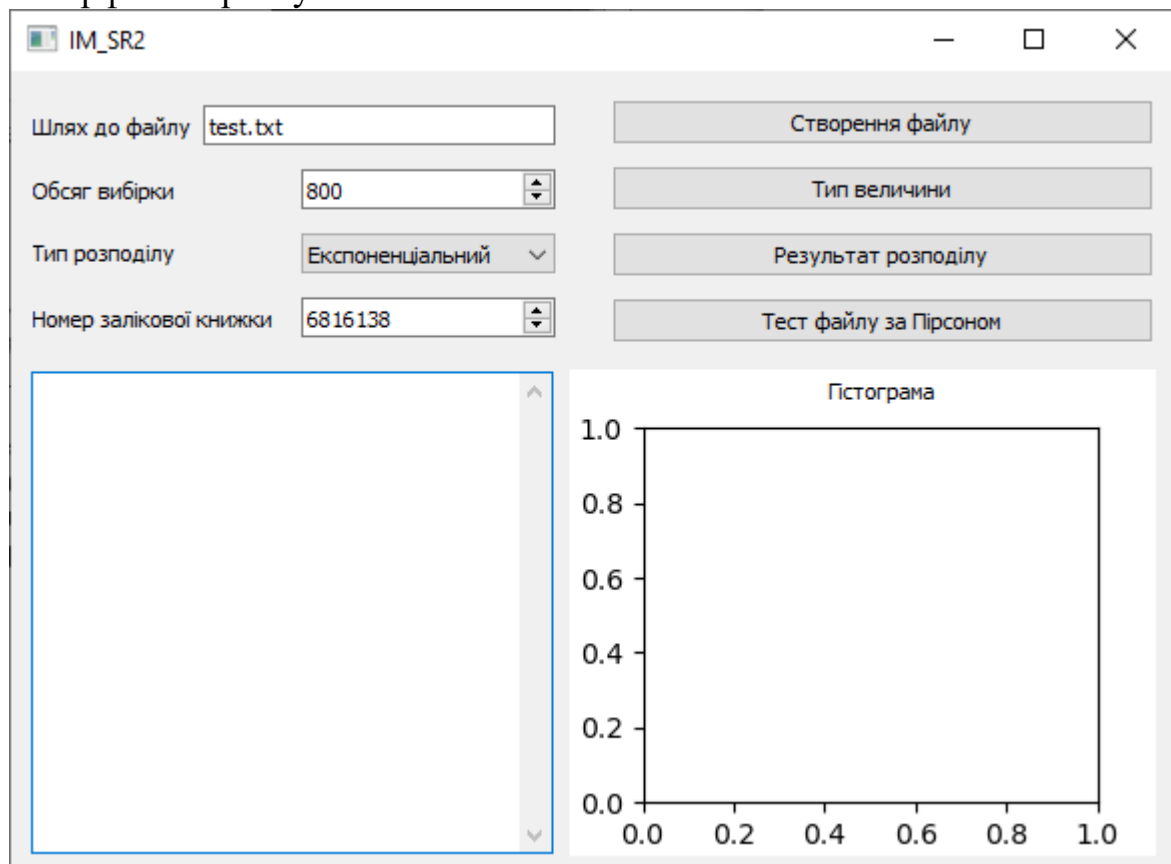 IM_SR2
Шлях до файлу test.txt
Створення файлу
Обсяг вибірки 800
Тип величини
Тип розподілу Експоненціальний
Результат розподілу
Номер залікової книжки 6816138
Тест файлу за Пірсоном
Гістограма
1.0
0.8
0.6
0.4
0.2
0.0
0.0 0.2 0.4 0.6 0.8 1.0